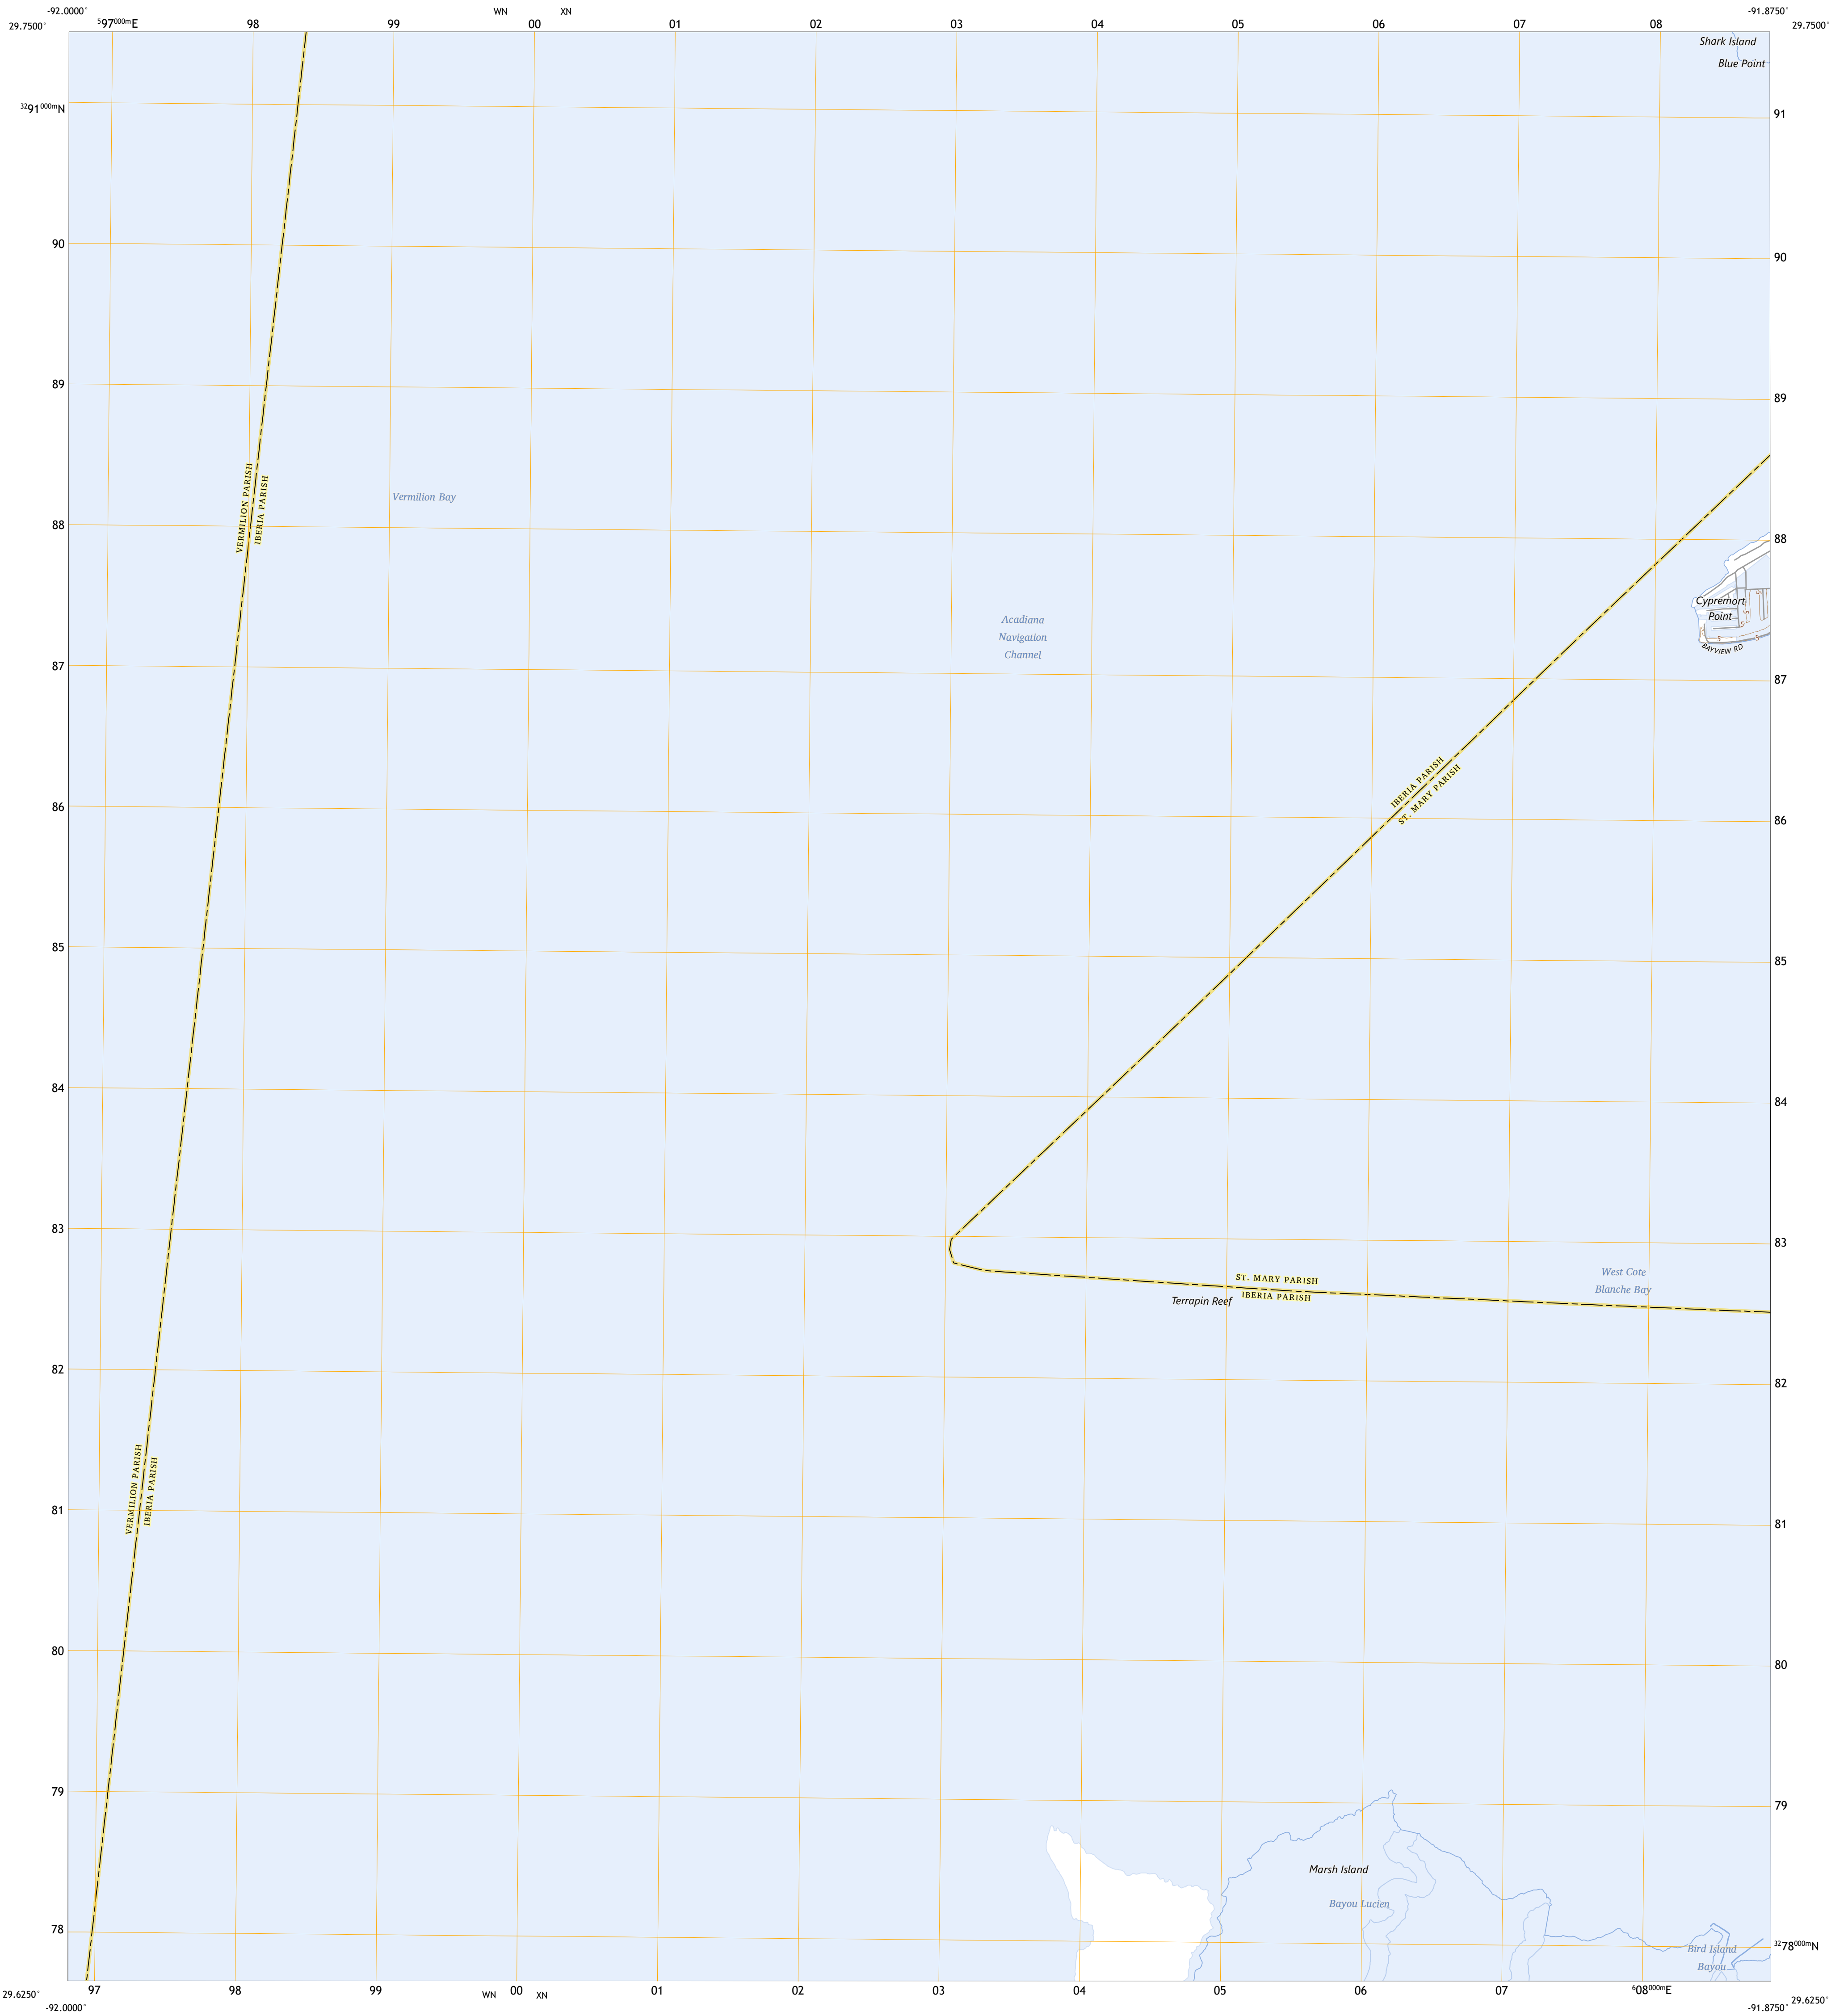 -92.0000° WN XN -91.8750°
29.7500° ⁵97⁰⁰⁰ᵐE 98 99 00 01 02 03 04 05 06 07 08 29.7500°
Shark Island
Blue Point
³²91⁰⁰⁰ᵐN 91
90 90
89 89
VERMILION PARISH
IBERIA PARISH
Vermilion Bay
88 88
Cypremort
Point
5 5 5 5 5
BAYVIEW RD
Acadiana
Navigation
Channel
87 87
IBERIA PARISH
ST. MARY PARISH
86 86
85 85
84 84
83 83
West Cote
Blanche Bay
ST. MARY PARISH
IBERIA PARISH
Terrapin Reef
82 82
VERMILION PARISH
IBERIA PARISH
81 81
80 80
79 79
Marsh Island
Bayou Lucien
78 ³²78⁰⁰⁰ᵐN
Bird Island
Bayou
29.6250° 97 98 99 WN 00 XN 01 02 03 04 05 06 07 ⁶08⁰⁰⁰ᵐE 29.6250°
-92.0000° -91.8750°